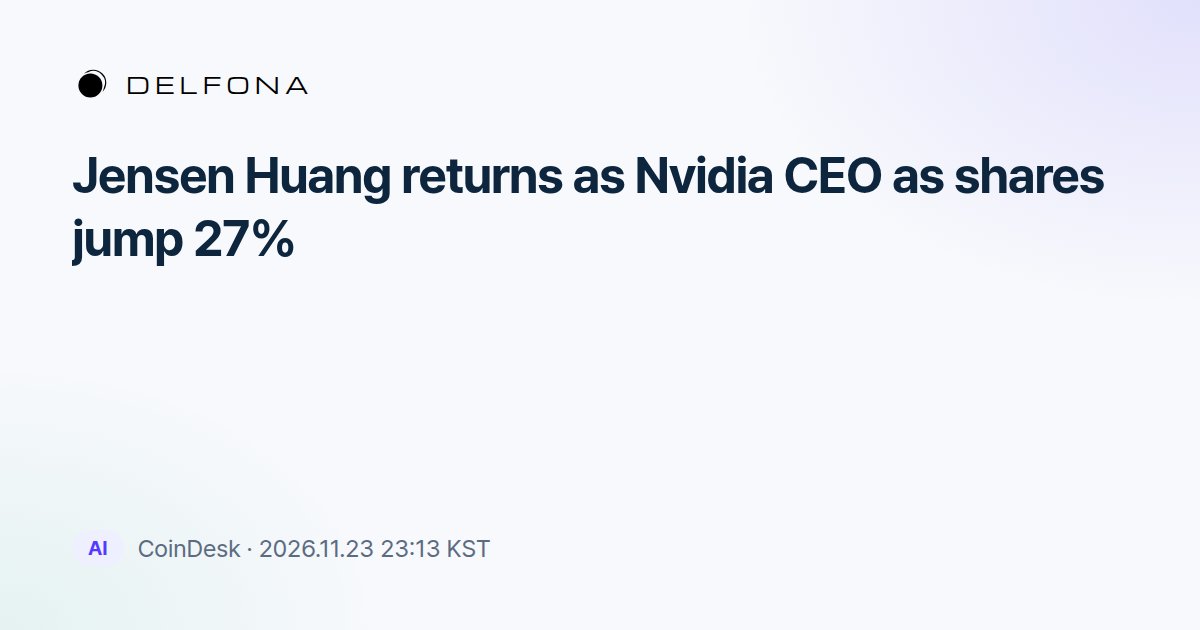 DELFONA
Jensen Huang returns as Nvidia CEO as shares
jump 27%
AI CoinDesk · 2026.11.23 23:13 KST